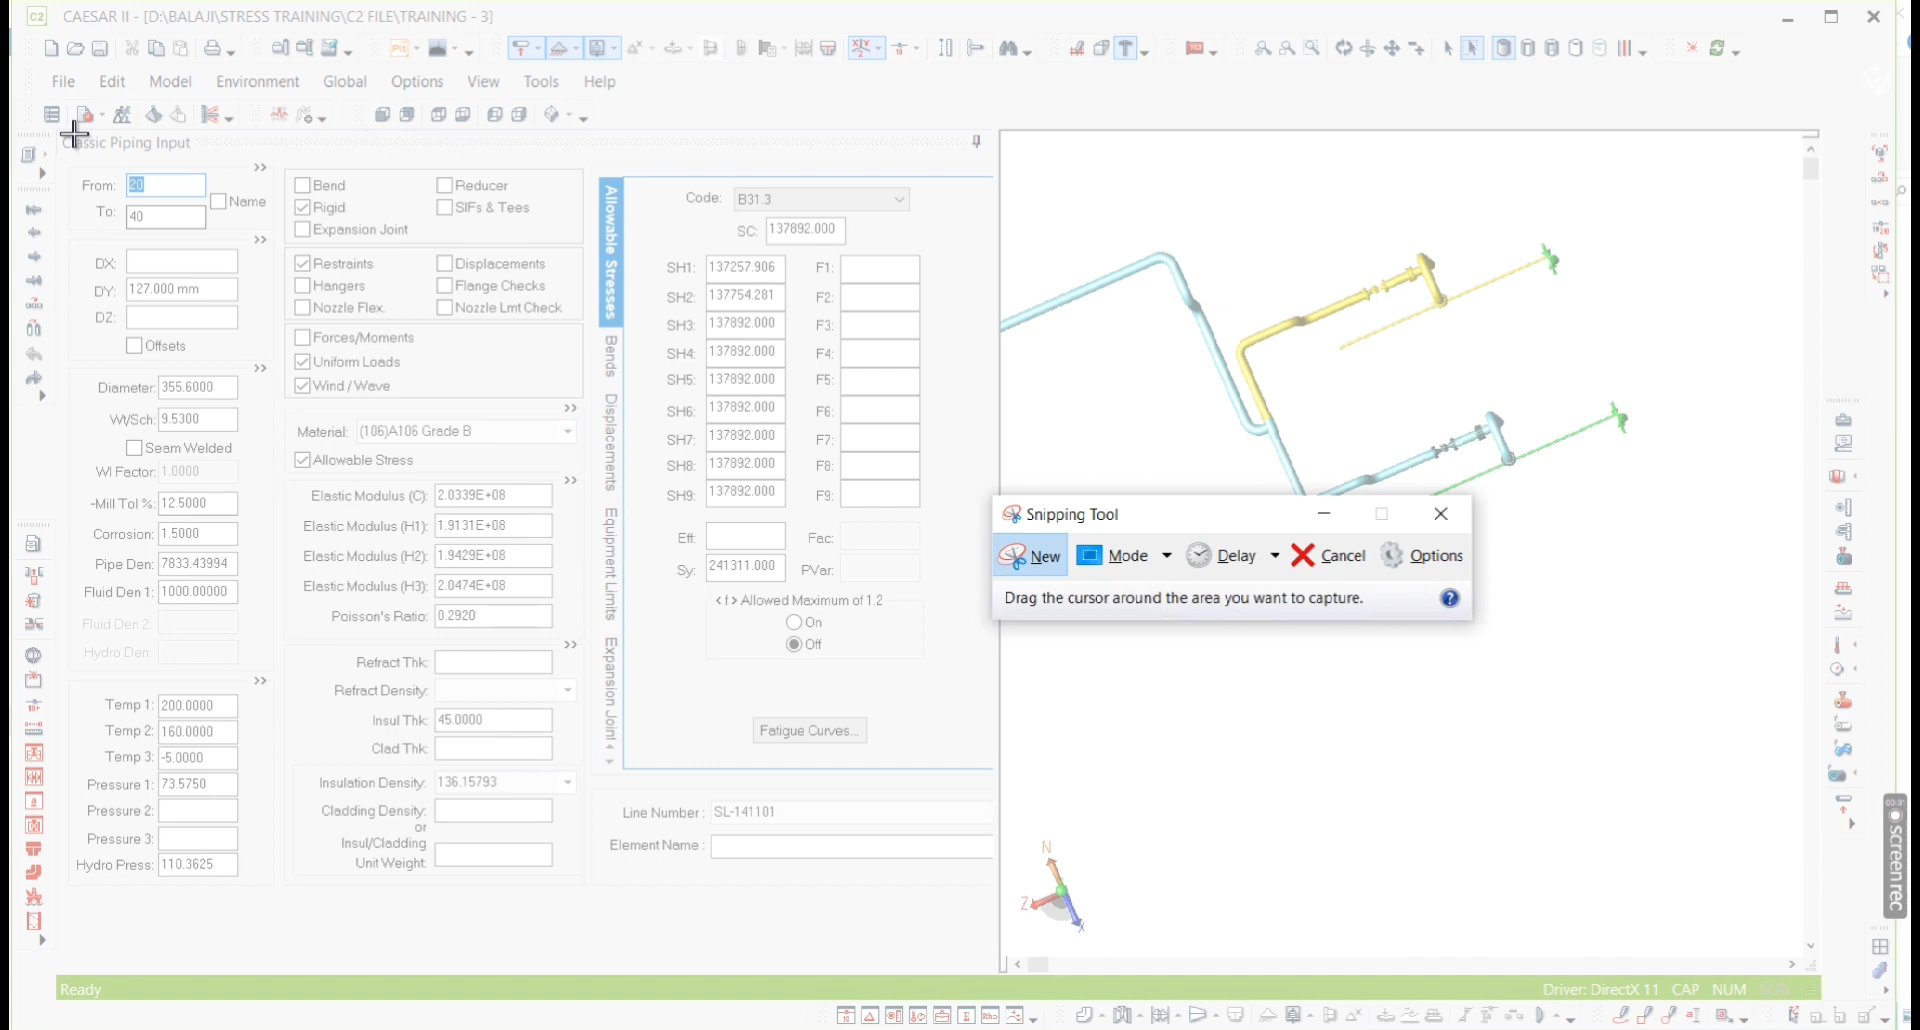 CAESAR II - [D:\BALAJI\STRESS TRAINING\C2 FILE\TRAINING - 3]
File Edit Model Environment Global Options View Tools Help
Classic Piping Input
From: 20
To: 40
Name
DX:
DY: 127.000 mm
DZ:
Offsets
Diameter: 355.6000
Wt/Sch: 9.5300
Seam Welded
Wl Factor: 1.0000
-Mill Tol %: 12.5000
Corrosion: 1.5000
Pipe Den: 7833.43994
Fluid Den 1: 1000.00000
Fluid Den 2:
Hydro Den:
Temp 1: 200.0000
Temp 2: 160.0000
Temp 3: -5.0000
Pressure 1: 73.5750
Pressure 2:
Pressure 3:
Hydro Press: 110.3625
Bend Reducer
Rigid SIFs & Tees
Expansion Joint
Restraints Displacements
Hangers Flange Checks
Nozzle Flex. Nozzle Lmt Check
Forces/Moments
Uniform Loads
Wind / Wave
Material: (106)A106 Grade B
Allowable Stress
Elastic Modulus (C): 2.0339E+08
Elastic Modulus (H1): 1.9131E+08
Elastic Modulus (H2): 1.9429E+08
Elastic Modulus (H3): 2.0474E+08
Poisson's Ratio: 0.2920
Refract Thk:
Refract Density:
Insul Thk: 45.0000
Clad Thk:
Insulation Density: 136.15793
Cladding Density:
or
Insul/Cladding
Unit Weight:
Allowable Stresses
Bends
Displacements
Equipment Limits
Expansion Joint
Code: B31.3
SC: 137892.000
SH1: 137257.906 F1:
SH2: 137754.281 F2:
SH3: 137892.000 F3:
SH4: 137892.000 F4:
SH5: 137892.000 F5:
SH6: 137892.000 F6:
SH7: 137892.000 F7:
SH8: 137892.000 F8:
SH9: 137892.000 F9:
Eff: Fac:
Sy: 241311.000 PVar:
< f > Allowed Maximum of 1.2
On
Off
Fatigue Curves...
Line Number : SL-141101
Element Name :
Snipping Tool
New Mode Delay Cancel Options
Drag the cursor around the area you want to capture.
N
Z
X
screenrec
Ready
Driver: DirectX 11 CAP NUM